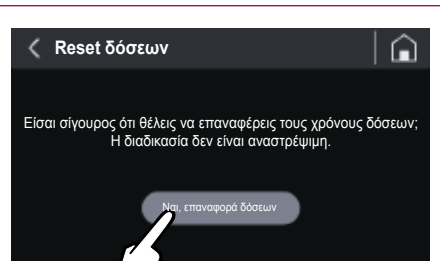 Reset δόσεων
Είσαι σίγουρος ότι θέλεις να επαναφέρεις τους χρόνους δόσεων;
Η διαδικασία δεν είναι αναστρέψιμη.
Ναι, επαναφορά δόσεων